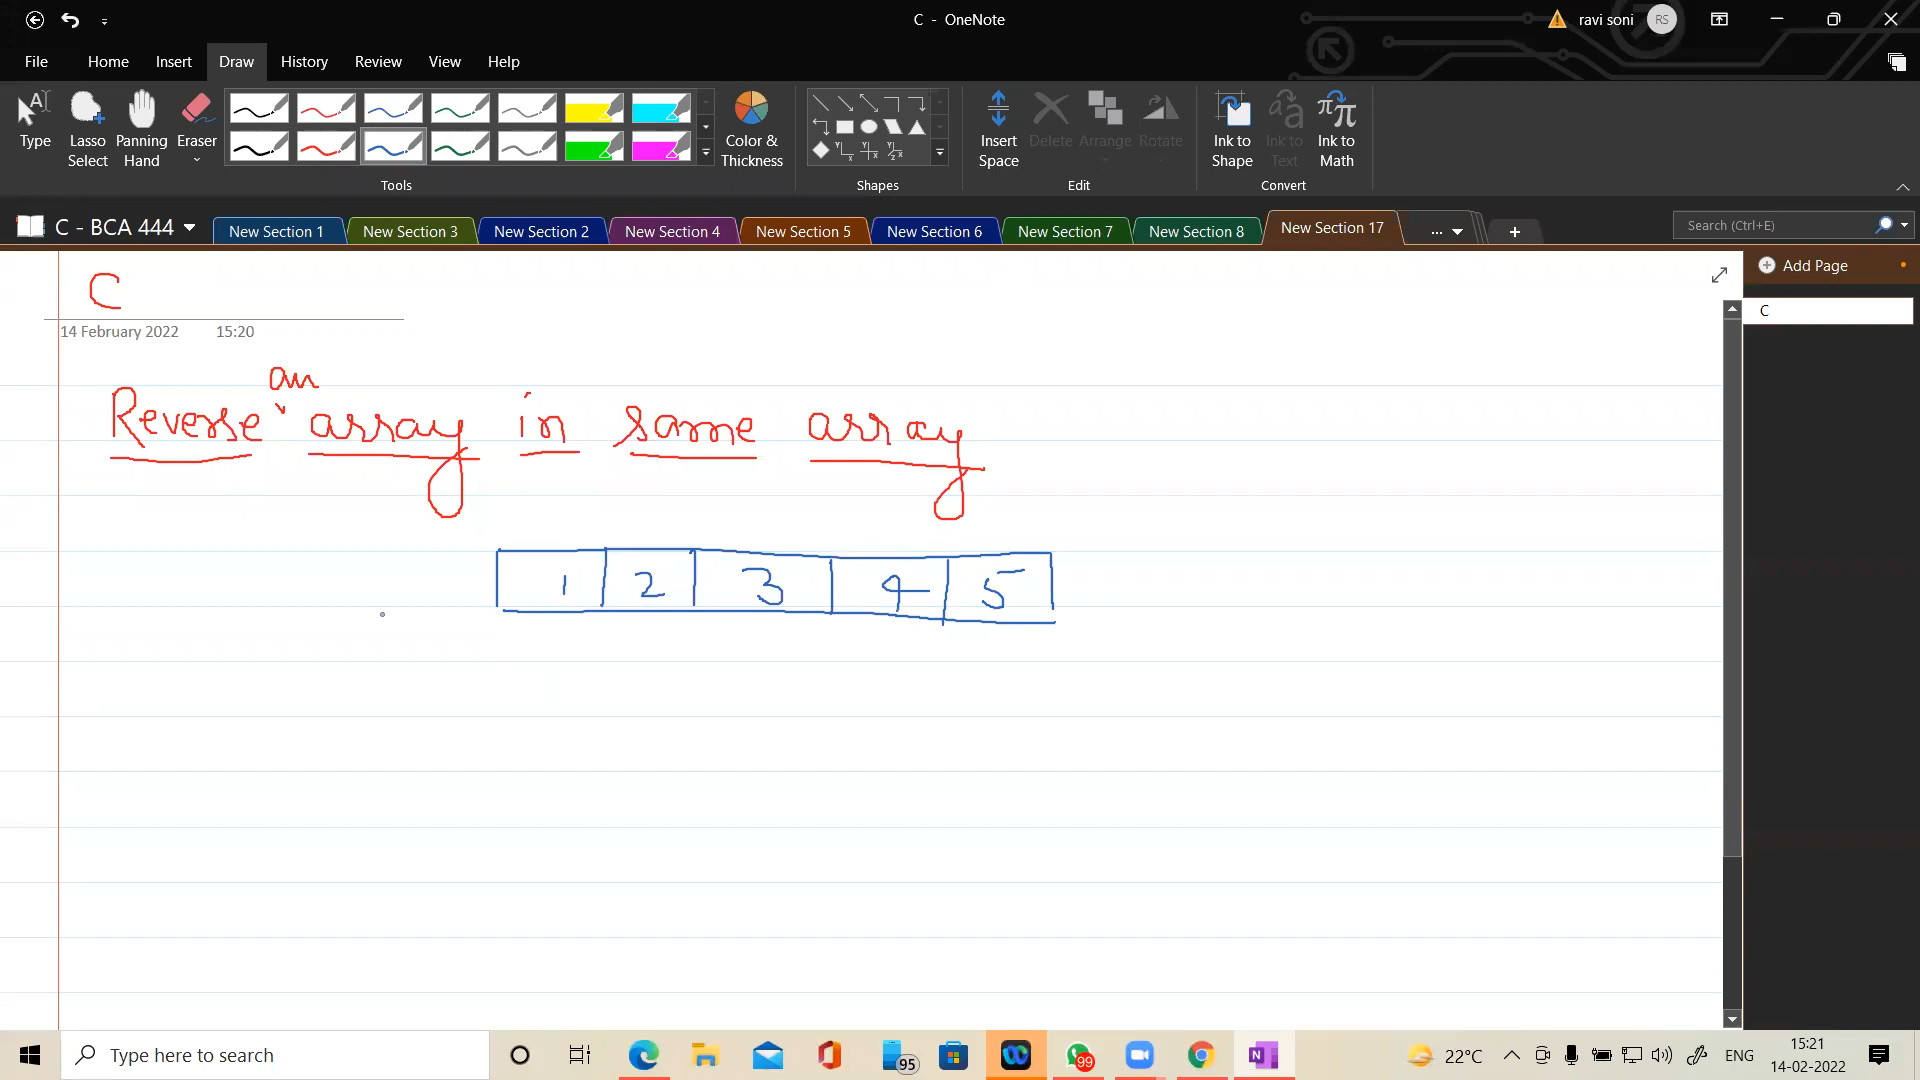 C - OneNote
ravi soni RS
File Home Insert Draw History Review View Help
Type Lasso Select Panning Hand Eraser Color & Thickness Insert Space Delete Arrange Rotate Ink to Shape Ink to Text Ink to Math
Tools Shapes Edit Convert
C - BCA 444 New Section 1 New Section 3 New Section 2 New Section 4 New Section 5 New Section 6 New Section 7 New Section 8 New Section 17 ... + Search (Ctrl+E)
Add Page
C
C
14 February 2022 15:20
an
Reverse array in same array
1 2 3 4 5
Type here to search 95 99 22°C ENG 15:21
14-02-2022